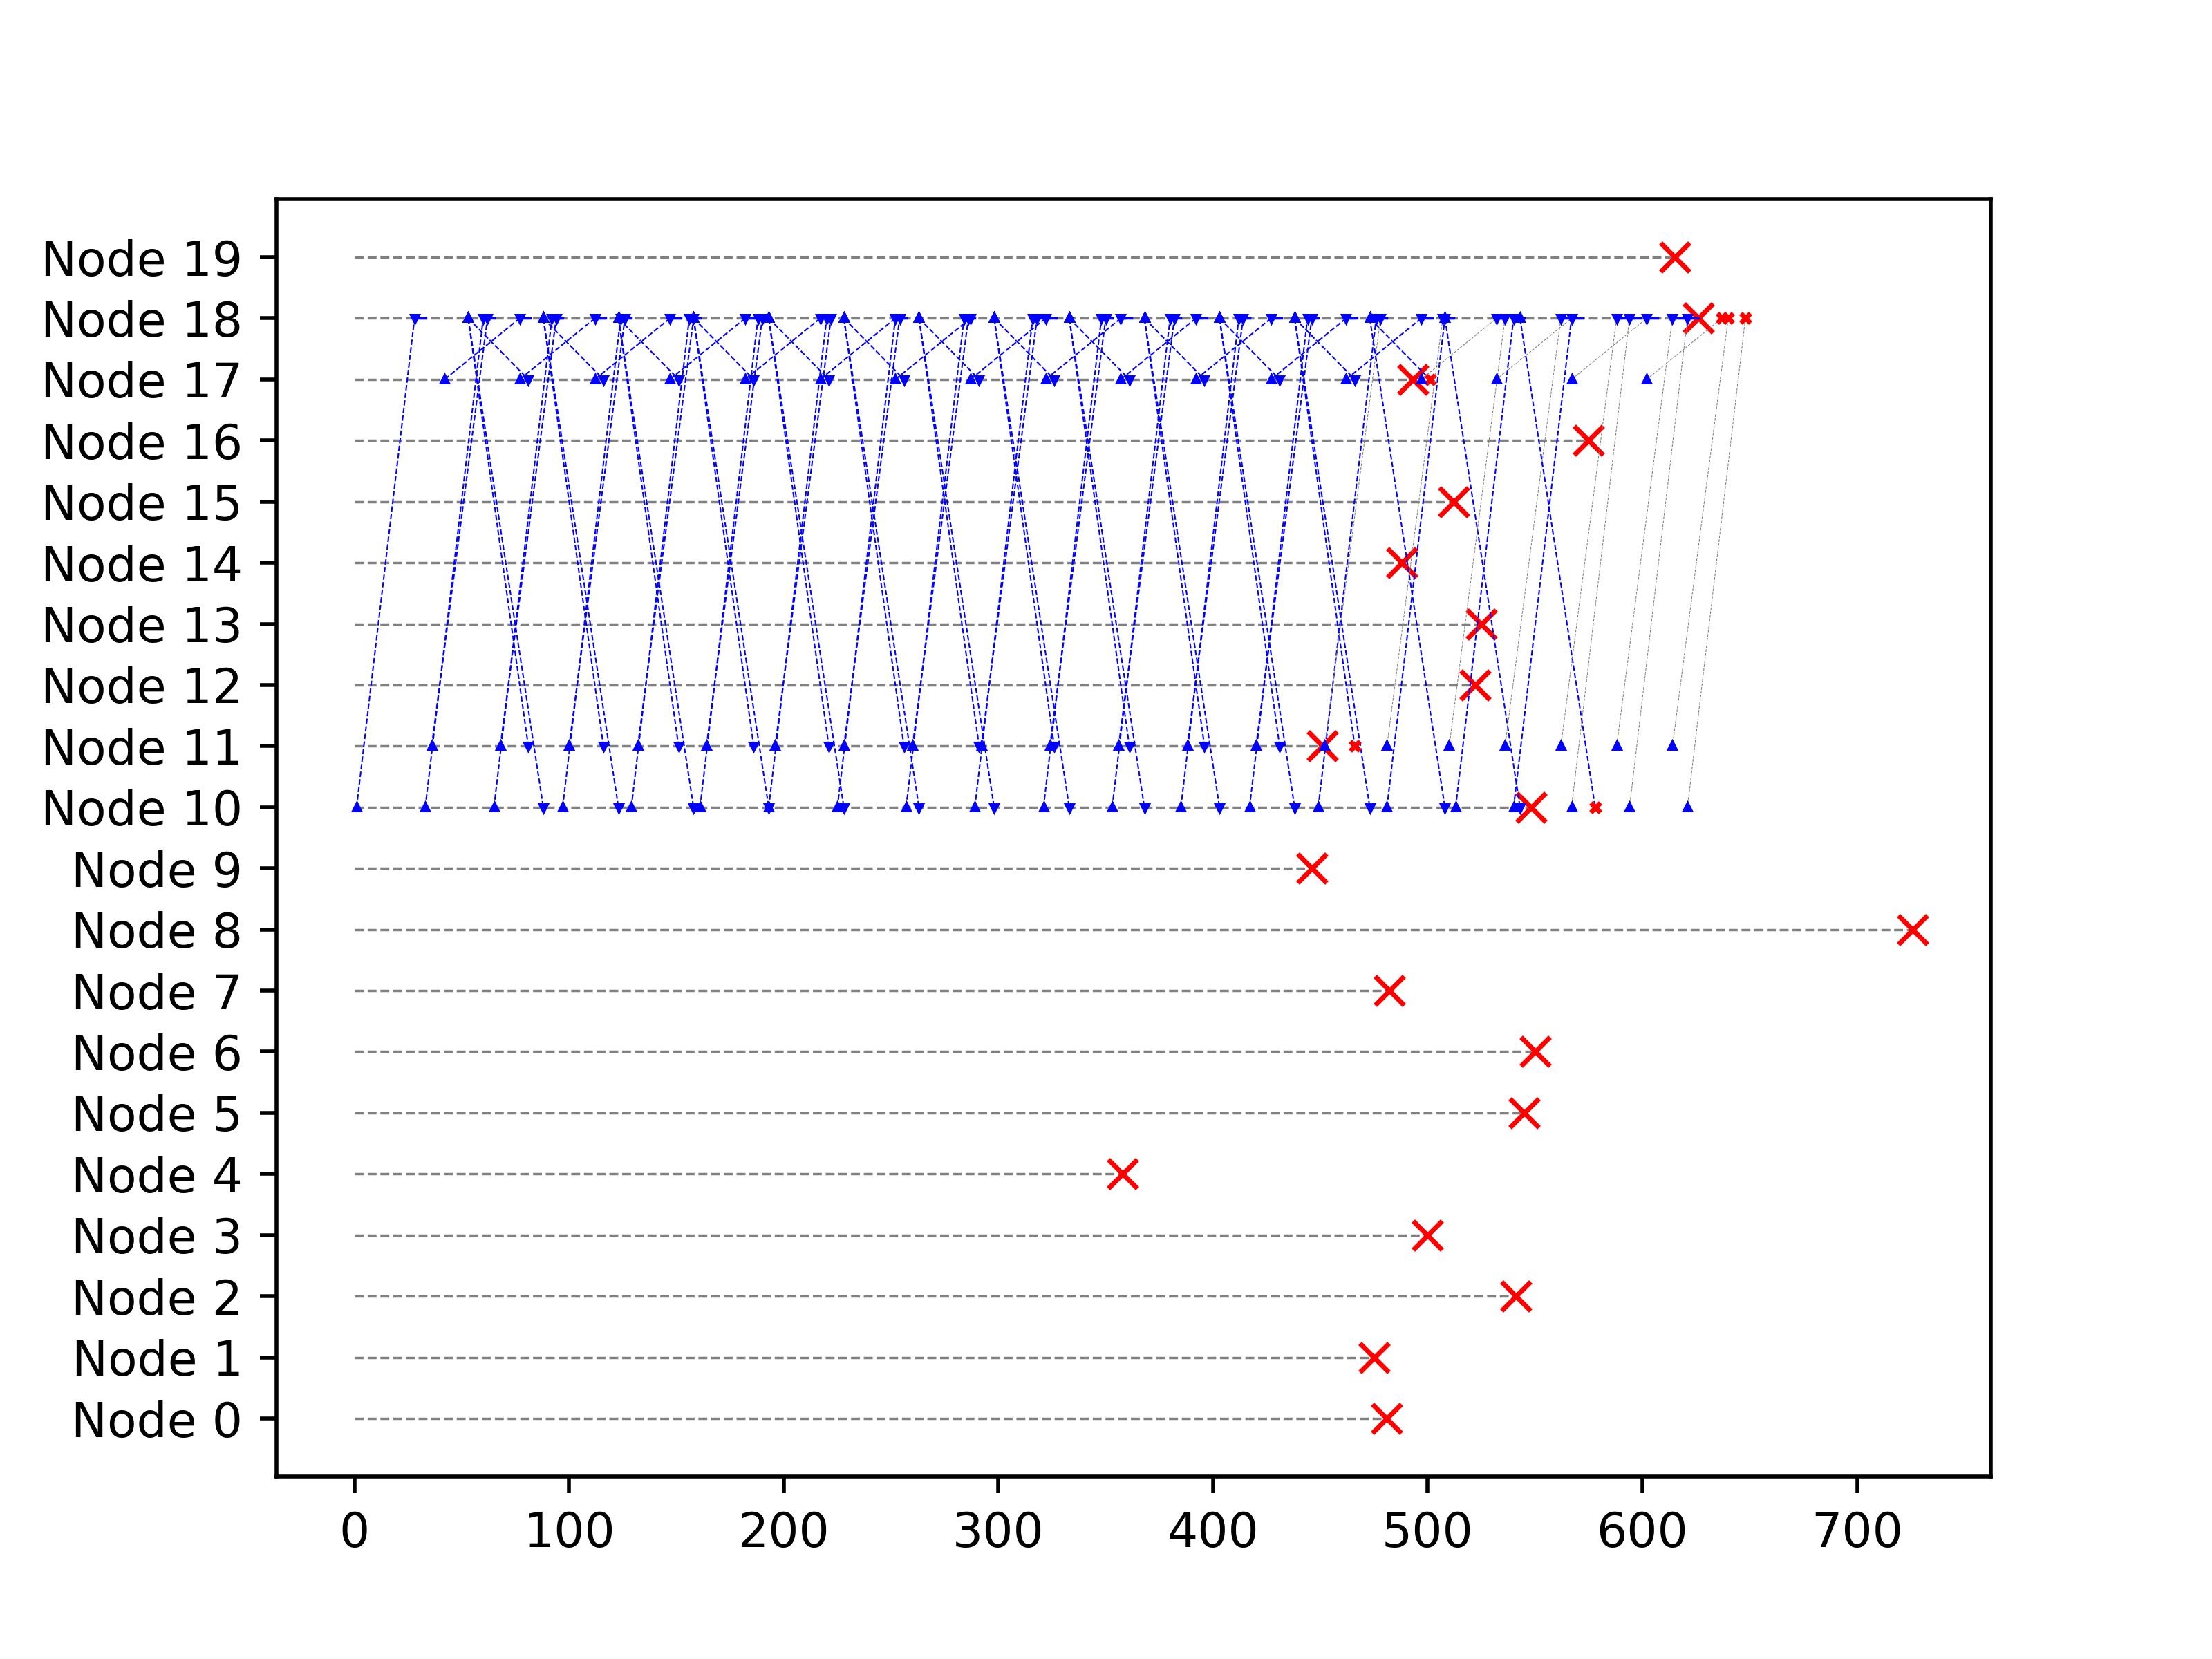 Node 19
Node 18
Node 17
Node 16
Node 15
Node 14
Node 13
Node 12
Node 11
Node 10
Node 9
Node 8
Node 7
Node 6
Node 5
Node 4
Node 3
Node 2
Node 1
Node 0
0 100 200 300 400 500 600 700